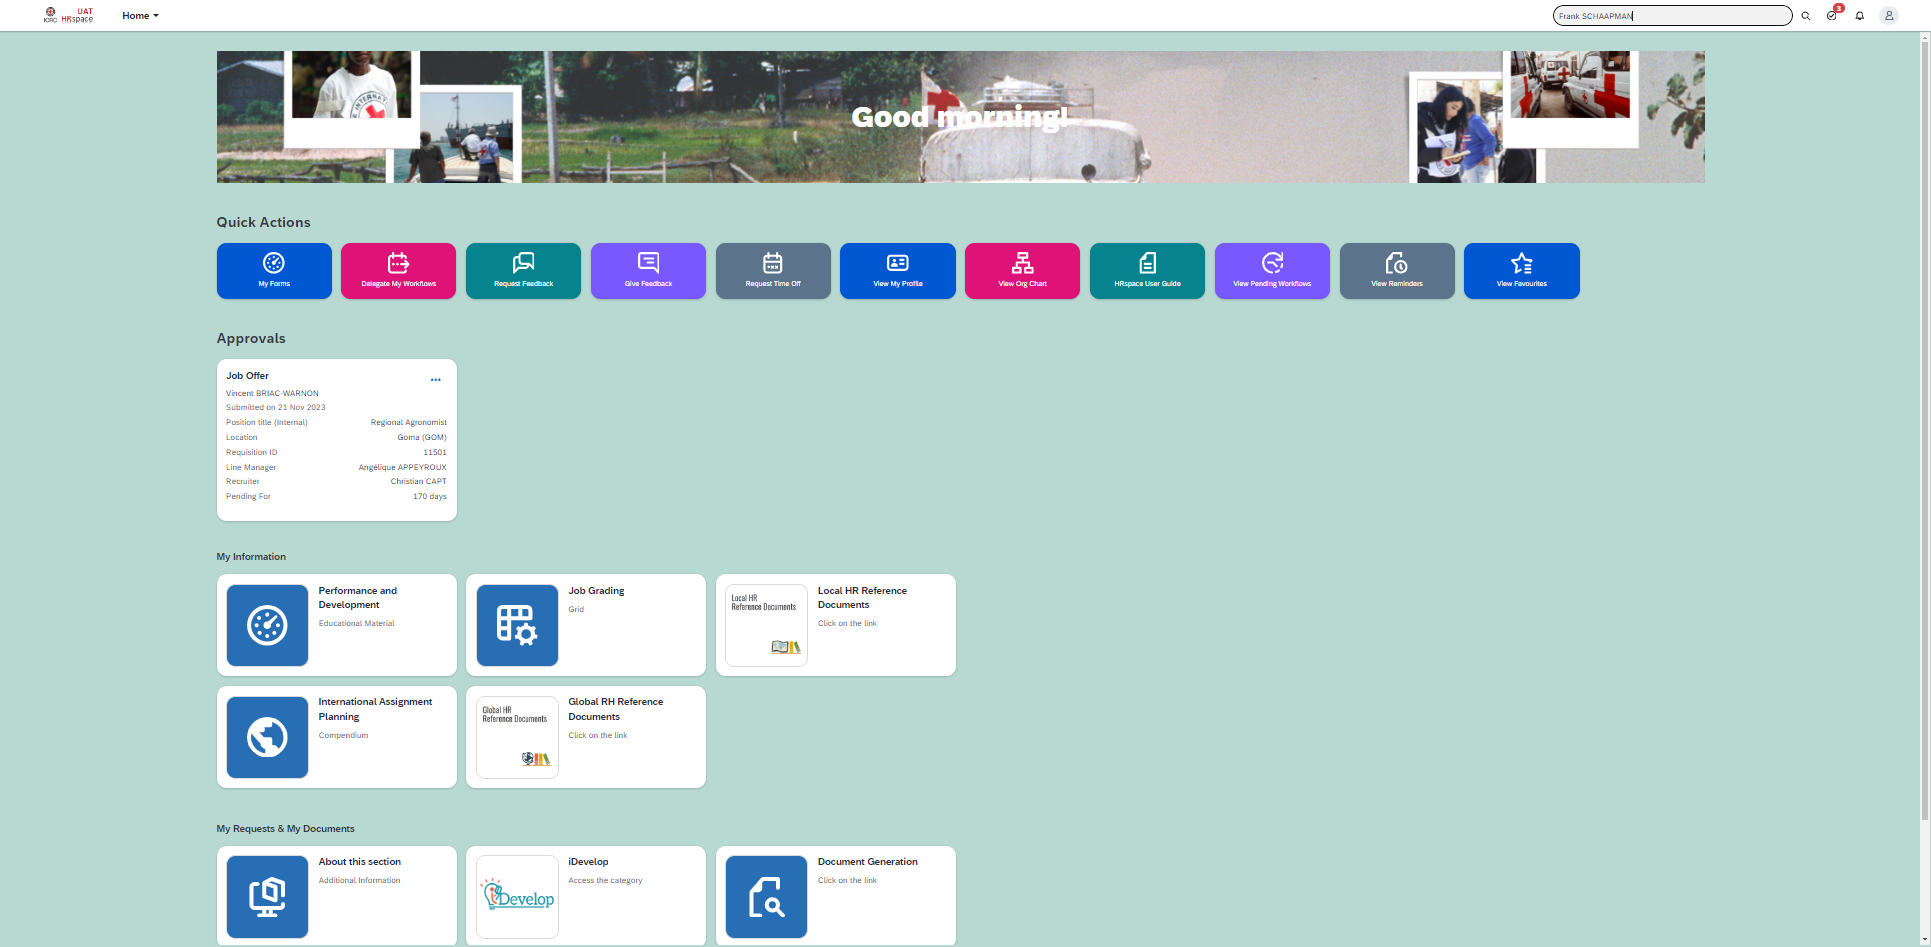 ICRC
UAT
HRspace
Home
Frank SCHAAPMAN
3
Good morning!
Quick Actions
My Forms
Delegate My Workflows
Request Feedback
Give Feedback
Request Time Off
View My Profile
View Org Chart
HRspace User Guide
View Pending Workflows
View Reminders
View Favourites
Approvals
Job Offer
Vincent BRIAC-WARNON
Submitted on 21 Nov 2023
Position title (Internal) Regional Agronomist
Location Goma (GOM)
Requisition ID 11501
Line Manager Angélique APPEYROUX
Recruiter Christian CAPT
Pending For 170 days
My Information
Performance and
Development
Educational Material
Job Grading
Grid
Local HR
Reference Documents
Local HR Reference
Documents
Click on the link
International Assignment
Planning
Compendium
Global HR
Reference Documents
Global RH Reference
Documents
Click on the link
My Requests & My Documents
About this section
Additional Information
iDevelop
iDevelop
Access the category
Document Generation
Click on the link